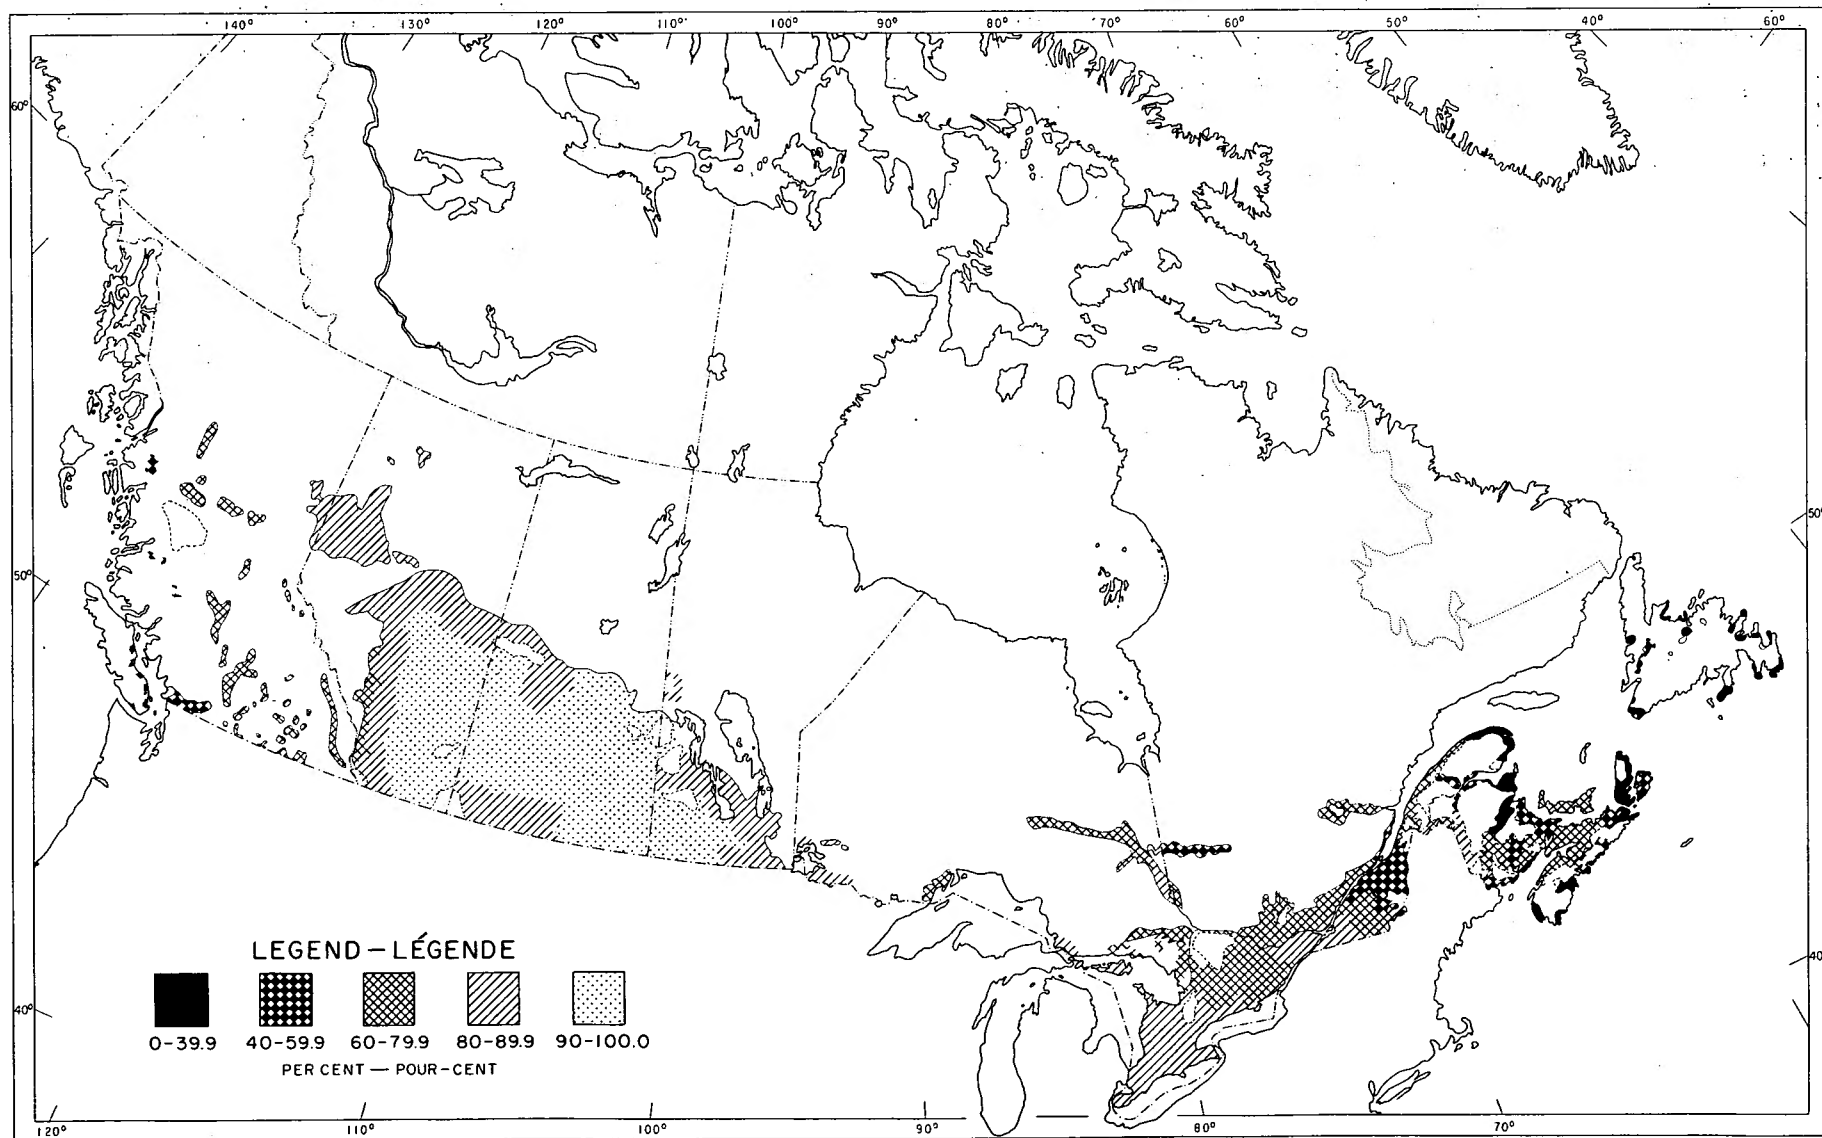 140° 130° 120° 110° 100° 90° 80° 70° 60° 50° 40° 60°
60°
50°
50°
40°
40°
LEGEND – LÉGENDE
0-39.9 40-59.9 60-79.9 80-89.9 90-100.0
PER CENT — POUR-CENT
120° 110° 100° 90° 80° 70°